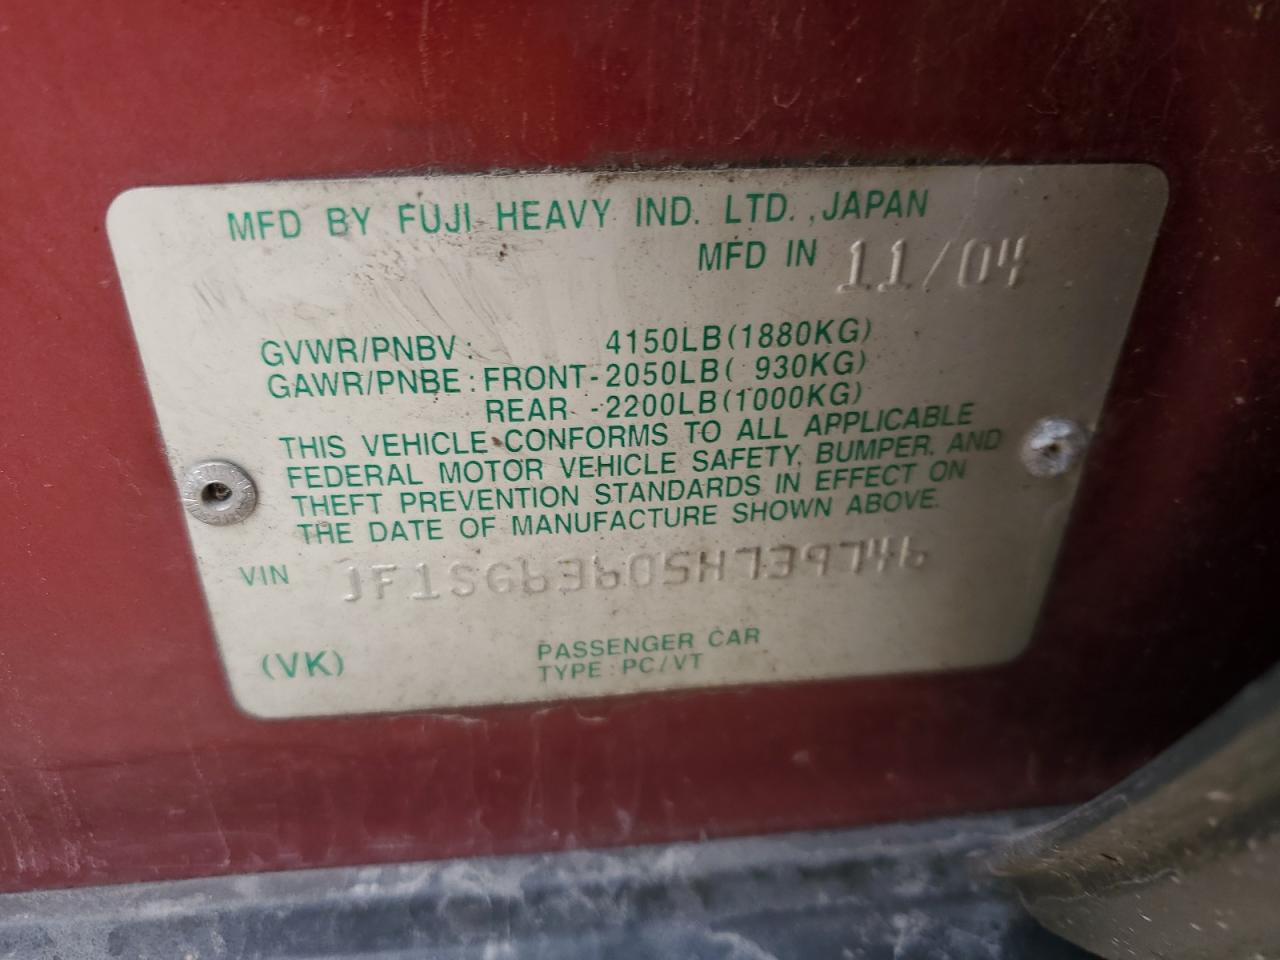 MFD BY FUJI HEAVY IND. LTD. ,JAPAN
MFD IN 11/04
GVWR/PNBV: 4150LB(1880KG)
GAWR/PNBE:FRONT-2050LB( 930KG)
REAR -2200LB(1000KG)
THIS VEHICLE CONFORMS TO ALL APPLICABLE
FEDERAL MOTOR VEHICLE SAFETY, BUMPER, AND
THEFT PREVENTION STANDARDS IN EFFECT ON
THE DATE OF MANUFACTURE SHOWN ABOVE.
VIN JF1SG63605H739746
(VK) PASSENGER CAR
TYPE:PC/VT